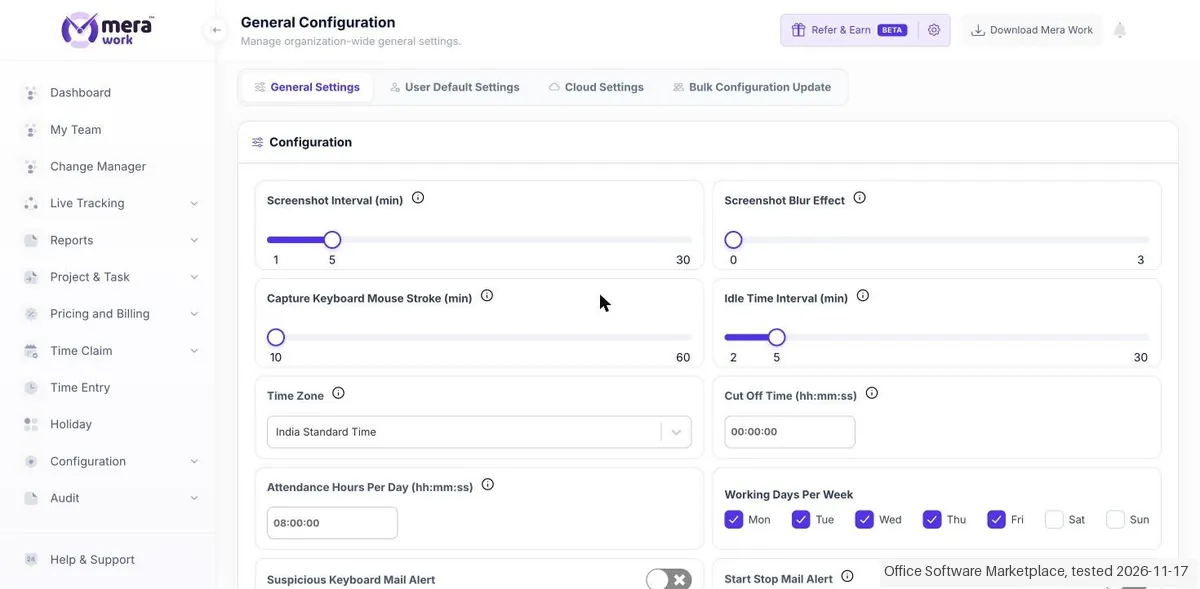 mera
work
General Configuration
Manage organization-wide general settings.
Refer & Earn BETA
Download Mera Work
Dashboard
My Team
Change Manager
Live Tracking
Reports
Project & Task
Pricing and Billing
Time Claim
Time Entry
Holiday
Configuration
Audit
Help & Support
General Settings
User Default Settings
Cloud Settings
Bulk Configuration Update
Configuration
Screenshot Interval (min)
1 5 30
Screenshot Blur Effect
0 3
Capture Keyboard Mouse Stroke (min)
10 60
Idle Time Interval (min)
2 5 30
Time Zone
India Standard Time
Cut Off Time (hh:mm:ss)
00:00:00
Attendance Hours Per Day (hh:mm:ss)
08:00:00
Working Days Per Week
Mon Tue Wed Thu Fri Sat Sun
Suspicious Keyboard Mail Alert
Start Stop Mail Alert
Office Software Marketplace, tested 2026-11-17